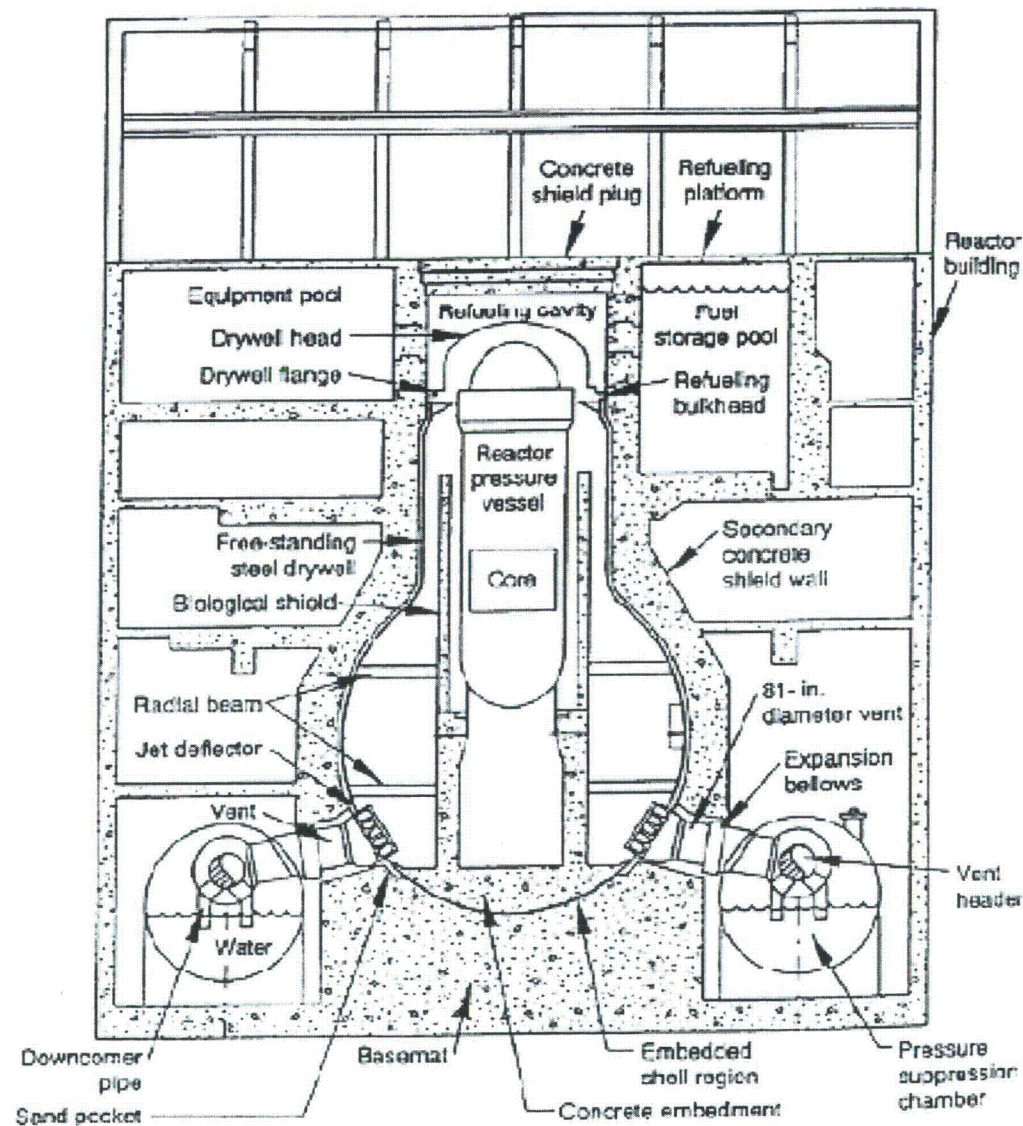 Concrete
shield plug
Refueling
platform
Reactor
building
Equipment pool
Refueling cavity
Fuel
storage pool
Drywell head
Drywell flange
Refueling
bulkhead
Reactor
pressure
vessel
Free-standing
steel drywell
Core
Secondary
concrete
shield wall
Biological shield
Radial beam
81-in.
diameter vent
Jet deflector
Expansion
bellows
Vent
Vent
header
Water
Downcomer
pipe
Basemat
Embedded
shell region
Pressure
suppression
chamber
Sand pocket
Concrete embedment